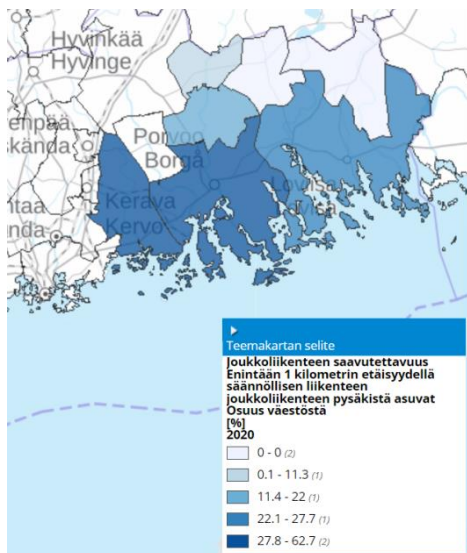 Hyvinkää
Hyvinge
Porvoo
Borgå
Kerava
Kervo
Loviisa
Teemakartan selite
Joukkoliikenteen saavutettavuus
Enintään 1 kilometrin etäisyydellä
säännöllisen liikenteen
joukkoliikenteen pysäkistä asuvat
Osuus väestöstä
[%]
2020
0 - 0 (2)
0.1 - 11.3 (1)
11.4 - 22 (1)
22.1 - 27.7 (1)
27.8 - 62.7 (2)